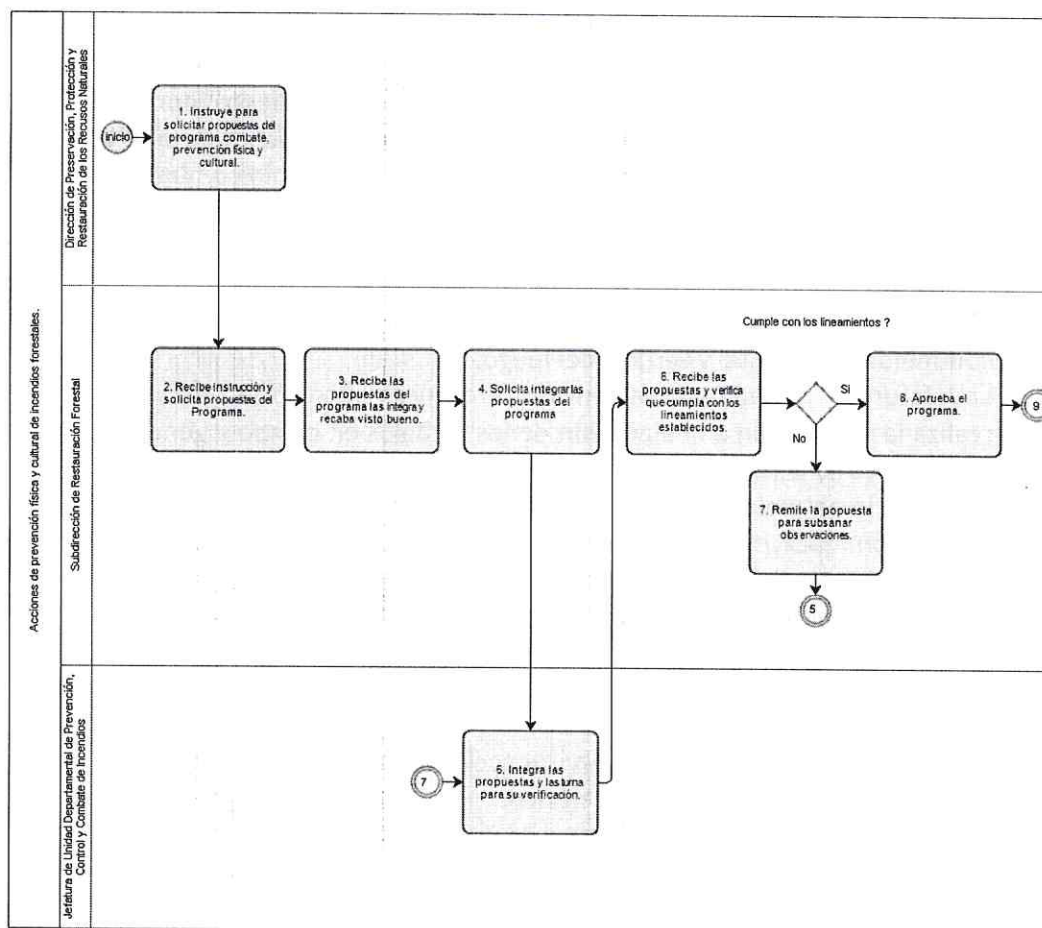 Acciones de prevención física y cultural de incendios forestales.
Dirección de Preservación, Protección y
Restauración de los Recusos Naturales
inicio
1. Instruye para
solicitar propuestas del
programa combate,
prevención física y
cultural.
Subdirección de Restauración Forestal
2. Recibe instrucción y
solicita propuestas del
Programa.
3. Recibe las
propuestas del
programa las integra y
recaba visto bueno.
4. Solicita integrar las
propuestas del
programa
6. Recibe las
propuestas y verifica
que cumpla con los
lineamientos
establecidos.
Cumple con los lineamientos ?
Si
No
8. Aprueba el
programa.
9
7. Remite la popuesta
para subsanar
observaciones.
5
Jefatura de Unidad Departamental de Prevención,
Control y Combate de Incendios
7
5. Integra las
propuestas y las turna
para su verificación.